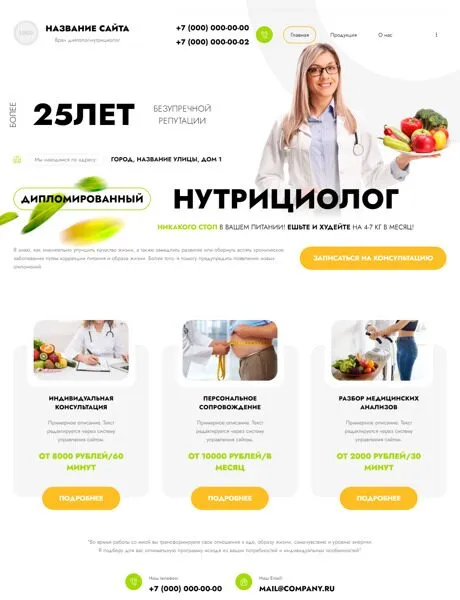 LOGO
НАЗВАНИЕ САЙТА
Врач диетолог-нутрициолог
+7 (000) 000-00-00
+7 (000) 000-00-02
Главная
Продукция
О нас
БОЛЕЕ
25ЛЕТ
БЕЗУПРЕЧНОЙ
РЕПУТАЦИИ
Мы находимся по адресу:
ГОРОД, НАЗВАНИЕ УЛИЦЫ, ДОМ 1
ДИПЛОМИРОВАННЫЙ
НУТРИЦИОЛОГ
НИКАКОГО СТОП В ВАШЕМ ПИТАНИИ! ЕШЬТЕ И ХУДЕЙТЕ НА 4-7 КГ В МЕСЯЦ!
Я знаю, как значительно улучшить качество жизни, а также замедлить развитие или обернуть вспять хронические
заболевания путем коррекции питания и образа жизни. Более того, я помогу предупредить появление новых
осложнений.
ЗАПИСАТЬСЯ НА КОНСУЛЬТАЦИЮ
ИНДИВИДУАЛЬНАЯ
КОНСУЛЬТАЦИЯ
Примерное описание. Текст
редактируется через систему
управления сайтом.
ОТ 8000 РУБЛЕЙ/60
МИНУТ
ПОДРОБНЕЕ
ПЕРСОНАЛЬНОЕ
СОПРОВОЖДЕНИЕ
Примерное описание. Текст
редактируется через систему
управления сайтом.
ОТ 10000 РУБЛЕЙ/В
МЕСЯЦ
ПОДРОБНЕЕ
РАЗБОР МЕДИЦИНСКИХ
АНАЛИЗОВ
Примерное описание. Текст
редактируется через систему
управления сайтом.
ОТ 2000 РУБЛЕЙ/30
МИНУТ
ПОДРОБНЕЕ
"Во время работы со мной вы трансформируете свое отношение к еде, образу жизни, самочувствию и уровню энергии.
Я подберу для вас оптимальную программу исходя из ваших потребностей и индивидуальных особенностей"
Наш телефон:
+7 (000) 000-00-00
Наш Email:
MAIL@COMPANY.RU